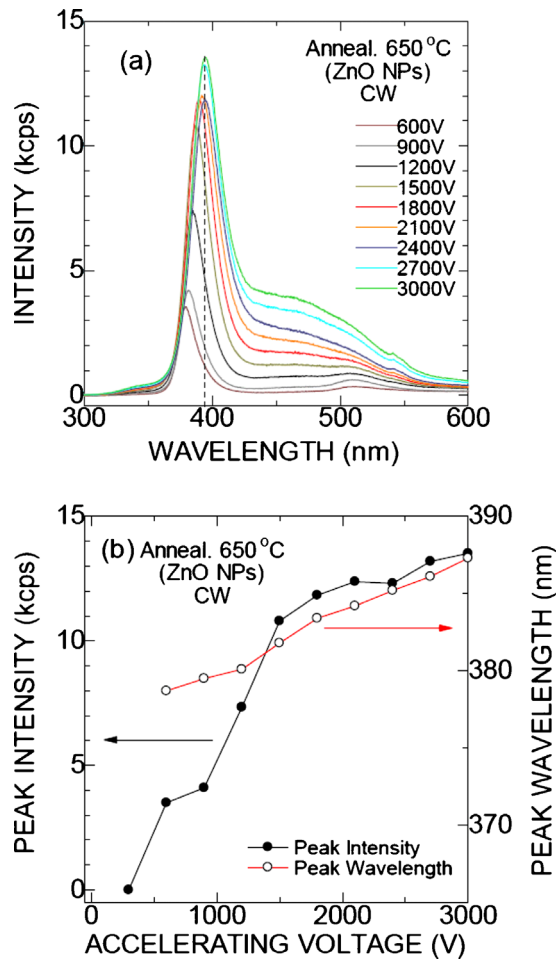 15
10
5
0
INTENSITY (kcps)
(a)
Anneal. 650 °C
(ZnO NPs)
CW
600V
900V
1200V
1500V
1800V
2100V
2400V
2700V
3000V
300 400 500 600
WAVELENGTH (nm)
15
10
5
0
PEAK INTENSITY (kcps)
(b)
Anneal. 650 °C
(ZnO NPs)
CW
390
380
370
PEAK WAVELENGTH (nm)
Peak Intensity
Peak Wavelength
0 1000 2000 3000
ACCELERATING VOLTAGE (V)